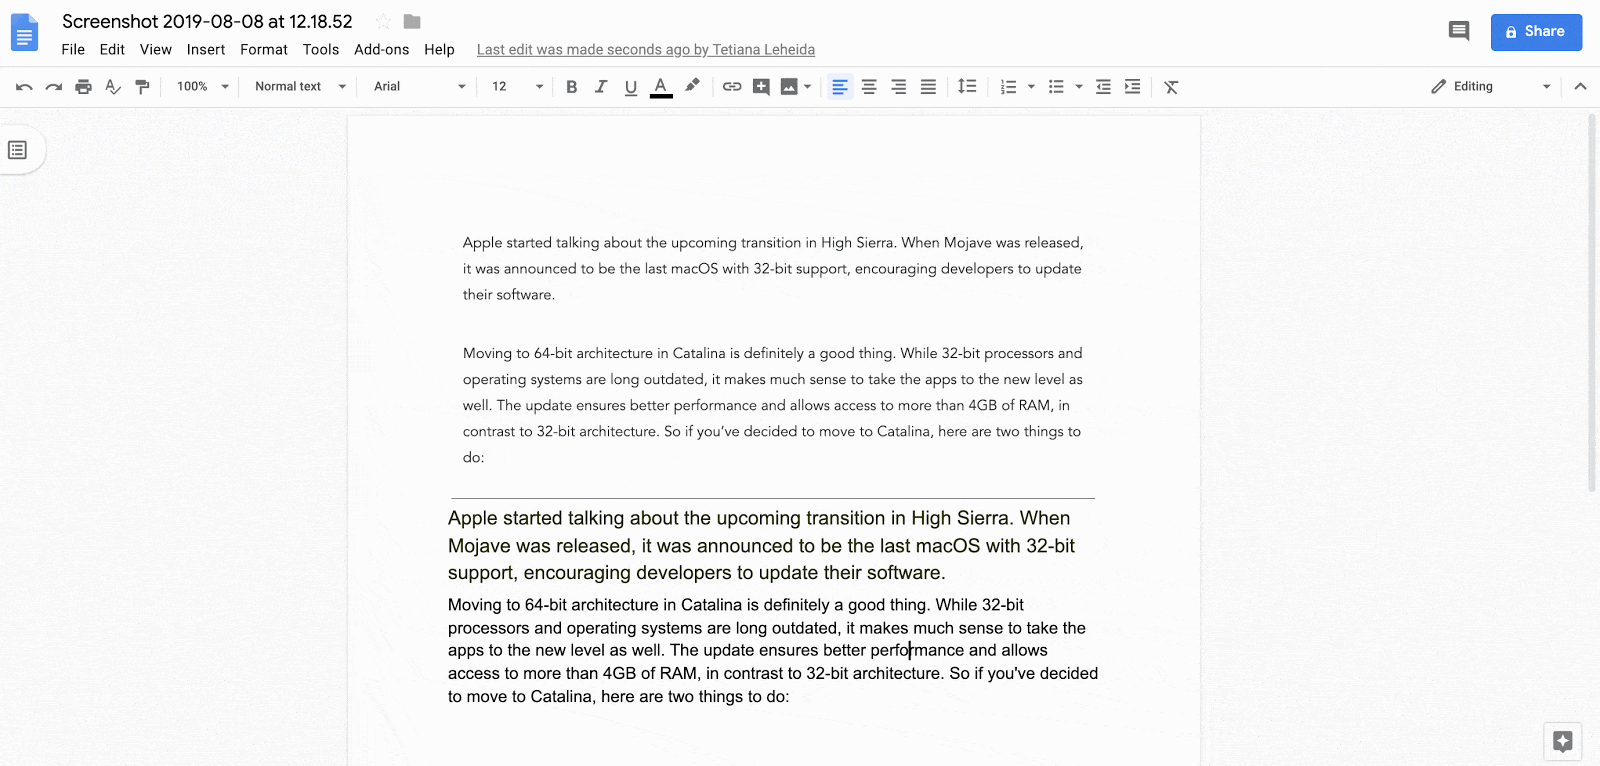 Screenshot 2019-08-08 at 12.18.52
File Edit View Insert Format Tools Add-ons Help Last edit was made seconds ago by Tetiana Leheida
Share
100% Normal text Arial 12 B I U A Editing
Apple started talking about the upcoming transition in High Sierra. When Mojave was released,
it was announced to be the last macOS with 32-bit support, encouraging developers to update
their software.
Moving to 64-bit architecture in Catalina is definitely a good thing. While 32-bit processors and
operating systems are long outdated, it makes much sense to take the apps to the new level as
well. The update ensures better performance and allows access to more than 4GB of RAM, in
contrast to 32-bit architecture. So if you’ve decided to move to Catalina, here are two things to
do:
Apple started talking about the upcoming transition in High Sierra. When
Mojave was released, it was announced to be the last macOS with 32-bit
support, encouraging developers to update their software.
Moving to 64-bit architecture in Catalina is definitely a good thing. While 32-bit
processors and operating systems are long outdated, it makes much sense to take the
apps to the new level as well. The update ensures better performance and allows
access to more than 4GB of RAM, in contrast to 32-bit architecture. So if you've decided
to move to Catalina, here are two things to do: